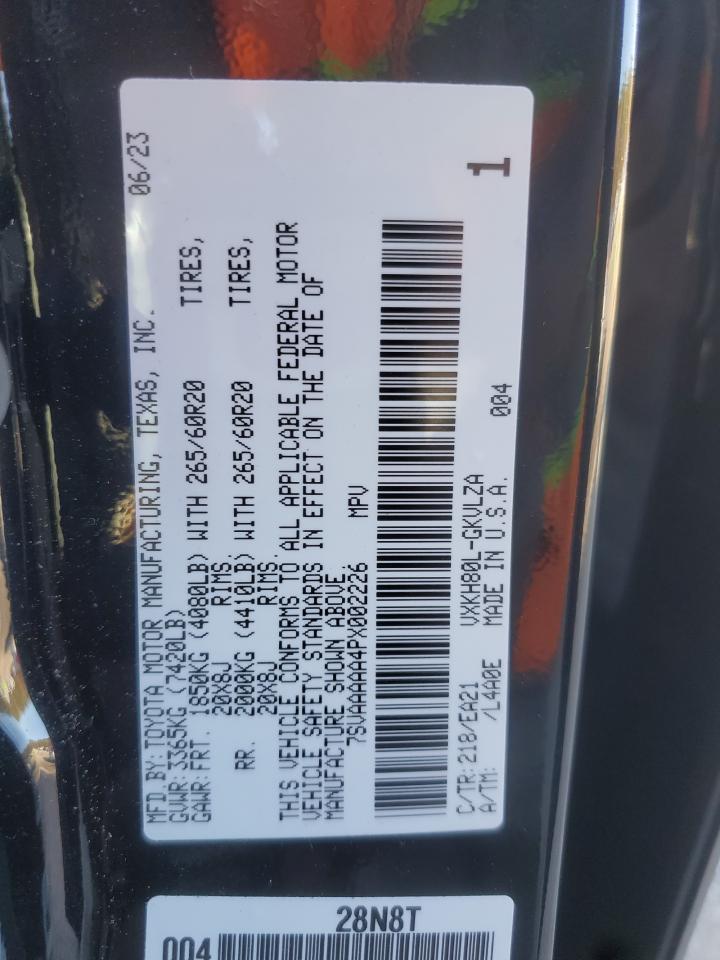 MFD.BY:TOYOTA MOTOR MANUFACTURING, TEXAS, INC. 06/23
GVWR:3365KG (7420LB)
GAWR:FRT. 1850KG (4080LB) WITH 265/60R20 TIRES,
20X8J RIMS.
RR. 2000KG (4410LB) WITH 265/60R20 TIRES,
20X8J RIMS.
THIS VEHICLE CONFORMS TO ALL APPLICABLE FEDERAL MOTOR
VEHICLE SAFETY STANDARDS IN EFFECT ON THE DATE OF
MANUFACTURE SHOWN ABOVE.
7SVAAAAA4PX002226 MPV
C/TR:218/EA21 VXKH80L-GKVLZA 004
A/TM: /L4A0E MADE IN U.S.A. 1
28N8T
004